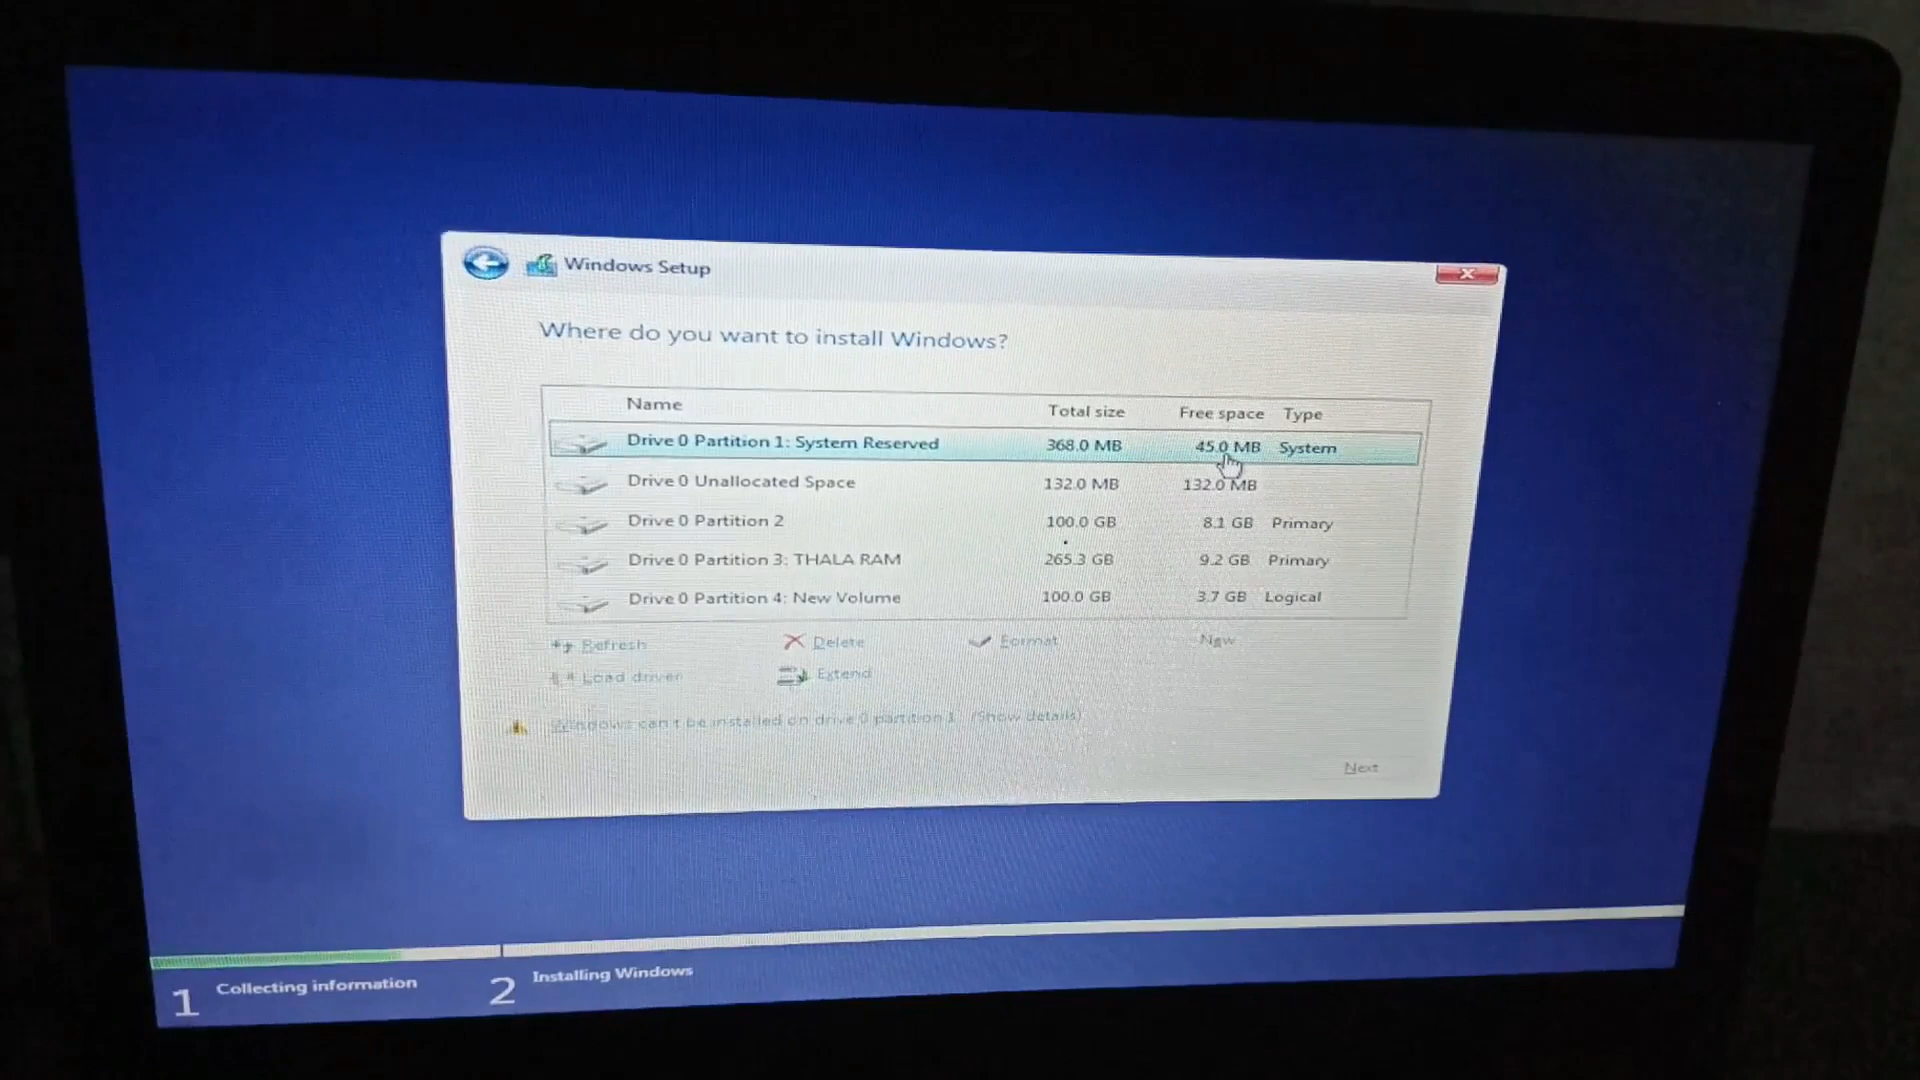 Windows Setup
Where do you want to install Windows?
Name Total size Free space Type
Drive 0 Partition 1: System Reserved 368.0 MB 45.0 MB System
Drive 0 Unallocated Space 132.0 MB 132.0 MB
Drive 0 Partition 2 100.0 GB 8.1 GB Primary
Drive 0 Partition 3: THALA RAM 265.3 GB 9.2 GB Primary
Drive 0 Partition 4: New Volume 100.0 GB 3.7 GB Logical
Refresh Delete Format New
Load driver Extend
Windows can't be installed on drive 0 partition 1. (Show details)
Next
1 Collecting information 2 Installing Windows